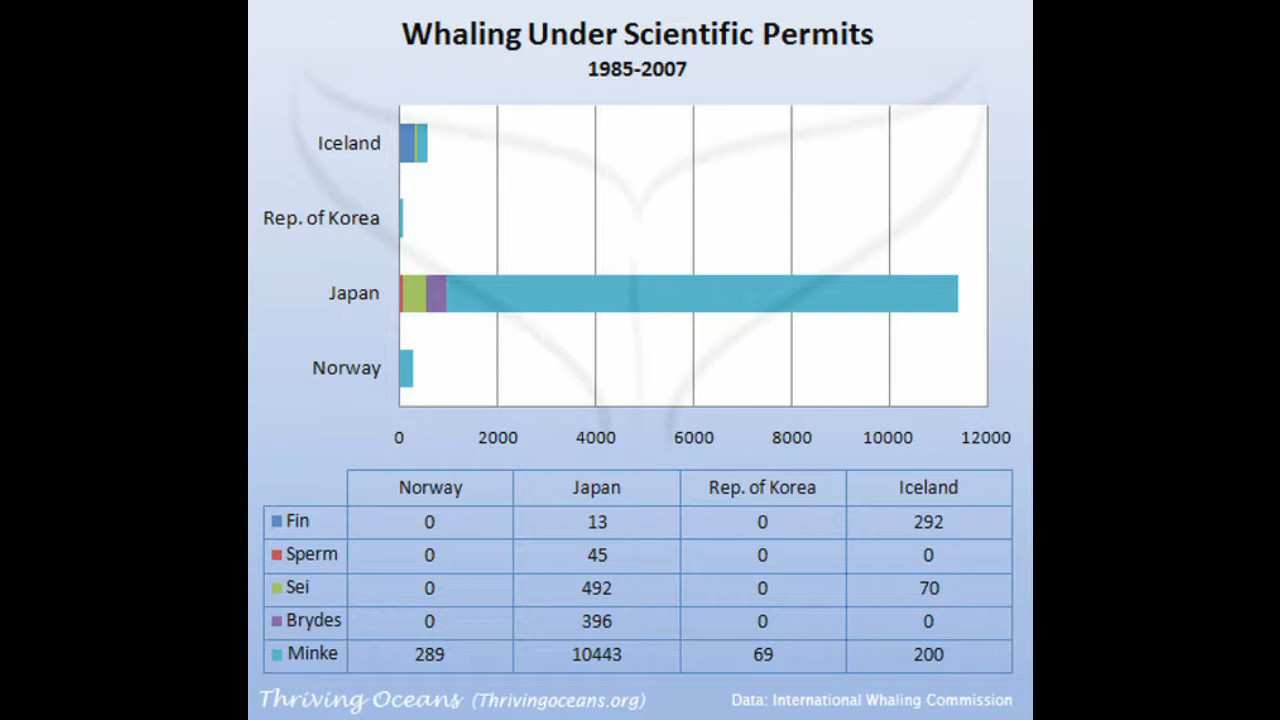 Whaling Under Scientific Permits
1985-2007
Iceland
Rep. of Korea
Japan
Norway
0 2000 4000 6000 8000 10000 12000
Norway Japan Rep. of Korea Iceland
Fin 0 13 0 292
Sperm 0 45 0 0
Sei 0 492 0 70
Brydes 0 396 0 0
Minke 289 10443 69 200
Thriving Oceans (Thrivingoceans.org) Data: International Whaling Commission